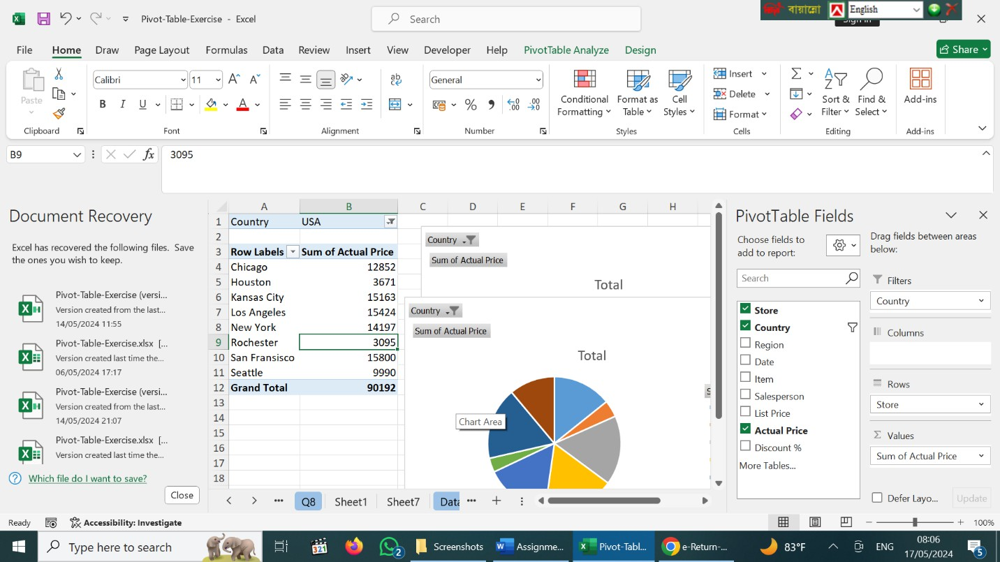 Pivot-Table-Exercise - Excel
Search
বায়ান্নো
English
File Home Draw Page Layout Formulas Data Review Insert View Developer Help PivotTable Analyze Design
Share
Paste
Clipboard
Calibri 11
B I U A
Font
Alignment
General
Number
Conditional Formatting
Format as Table
Cell Styles
Styles
Insert
Delete
Format
Cells
Sort & Filter
Find & Select
Editing
Add-ins
Add-ins
B9 fx 3095
Document Recovery
Excel has recovered the following files. Save
the ones you wish to keep.
Pivot-Table-Exercise (versi...
Version created from the last...
14/05/2024 11:55
Pivot-Table-Exercise.xlsx [...
Version created last time the...
06/05/2024 17:17
Pivot-Table-Exercise (versi...
Version created from the last...
14/05/2024 21:07
Pivot-Table-Exercise.xlsx [...
Version created last time the...
Which file do I want to save?
Close
A B C D E F G H
1 Country USA
2
3 Row Labels Sum of Actual Price
4 Chicago 12852
5 Houston 3671
6 Kansas City 15163
7 Los Angeles 15424
8 New York 14197
9 Rochester 3095
10 San Fransisco 15800
11 Seattle 9990
12 Grand Total 90192
13
14
15
16
17
18
Country
Sum of Actual Price
Total
Country
Sum of Actual Price
Total
Chart Area
Q8 Sheet1 Sheet7 Data
PivotTable Fields
Choose fields to
add to report:
Search
Store
Country
Region
Date
Item
Salesperson
List Price
Actual Price
Discount %
More Tables...
Drag fields between areas
below:
Filters
Country
Columns
Rows
Store
Σ Values
Sum of Actual Price
Defer Layo...
Update
Ready
Accessibility: Investigate
100%
Type here to search
2
Screenshots
Assignme...
Pivot-Tabl...
e-Return-...
83°F
ENG
08:06
17/05/2024
5